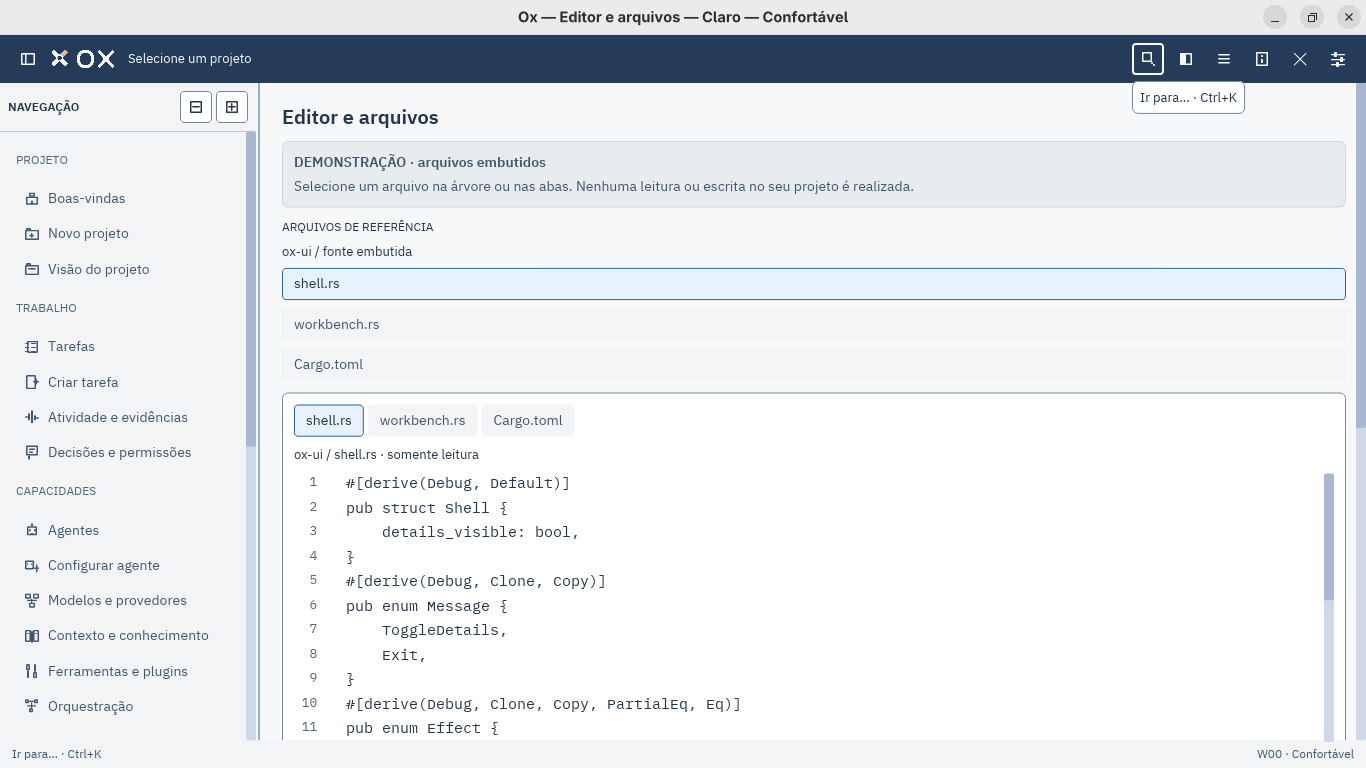 Ox — Editor e arquivos — Claro — Confortável
OX
Selecione um projeto
Ir para… · Ctrl+K
NAVEGAÇÃO
PROJETO
Boas-vindas
Novo projeto
Visão do projeto
TRABALHO
Tarefas
Criar tarefa
Atividade e evidências
Decisões e permissões
CAPACIDADES
Agentes
Configurar agente
Modelos e provedores
Contexto e conhecimento
Ferramentas e plugins
Orquestração
Editor e arquivos
DEMONSTRAÇÃO · arquivos embutidos
Selecione um arquivo na árvore ou nas abas. Nenhuma leitura ou escrita no seu projeto é realizada.
ARQUIVOS DE REFERÊNCIA
ox-ui / fonte embutida
shell.rs
workbench.rs
Cargo.toml
shell.rs workbench.rs Cargo.toml
ox-ui / shell.rs · somente leitura
1 #[derive(Debug, Default)]
2 pub struct Shell {
3     details_visible: bool,
4 }
5 #[derive(Debug, Clone, Copy)]
6 pub enum Message {
7     ToggleDetails,
8     Exit,
9 }
10 #[derive(Debug, Clone, Copy, PartialEq, Eq)]
11 pub enum Effect {
Ir para… · Ctrl+K
W00 · Confortável